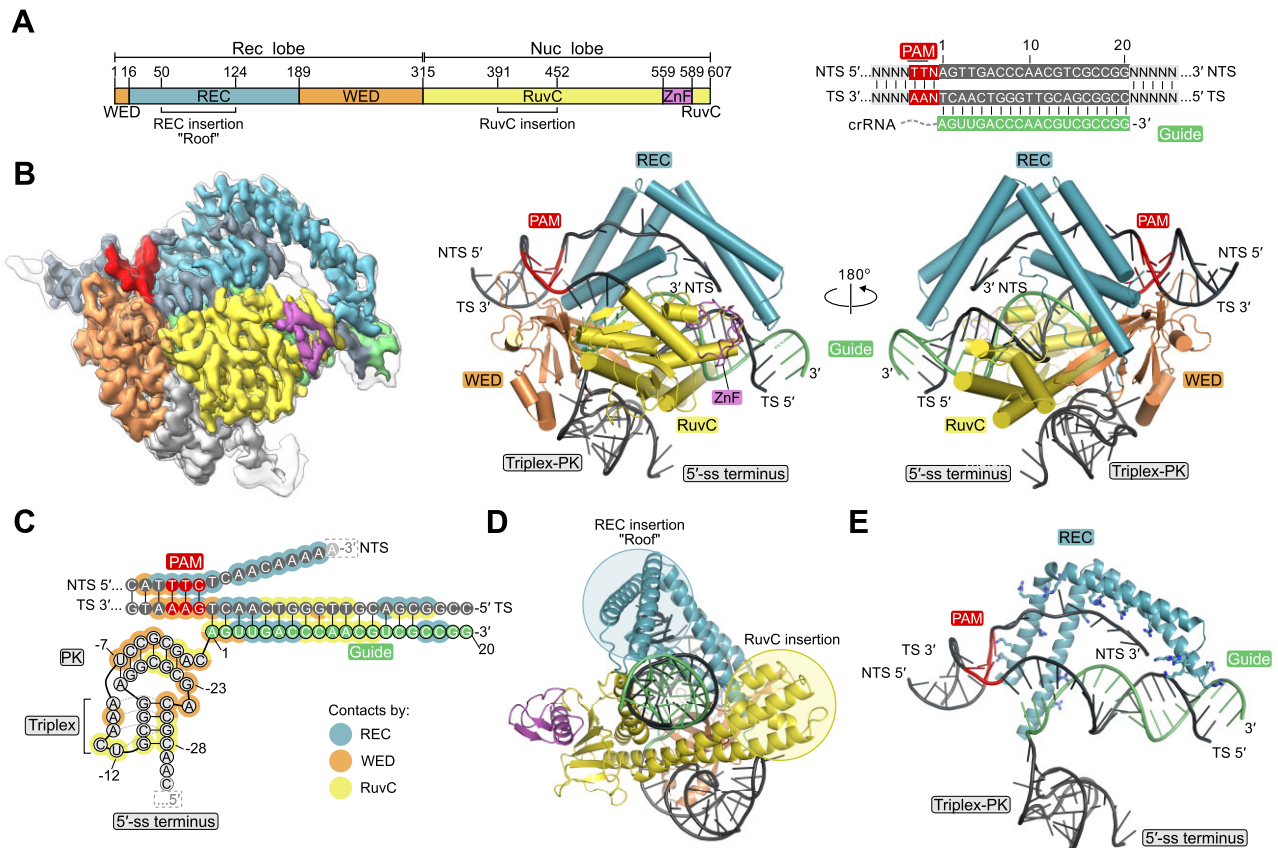 A
Rec lobe
Nuc lobe
1 16 50 124 189 315 391 452 559 589 607
REC WED RuvC ZnF
WED REC insertion RuvC insertion RuvC
"Roof"
PAM 1 10 20
NTS 5′...NNNNTTNAGTTGACCCAACGTCGCCGGNNNNN...3′ NTS
TS 3′...NNNNAANTCAACTGGGTTGCAGCGGCCNNNNN...5′ TS
crRNA AGUUGACCCAACGUCGCCGG-3′
Guide
B
REC
PAM
NTS 5′
TS 3′
3′ NTS
WED
ZnF
RuvC
3′
TS 5′
Triplex-PK
5′-ss terminus
180°
Guide
REC
PAM
NTS 5′
TS 3′
3′ NTS
3′
TS 5′
WED
RuvC
5′-ss terminus
Triplex-PK
C
PAM
NTS 5′...CATTTCTCAACAAAAA-3′ NTS
TS 3′...GTAAAGTCAACTGGGTTGCAGCGGCC-5′ TS
AGUUGACCCAACGUCGCCGG-3′
1 Guide 20
PK
-7
-23
Triplex
-28
-12
...5′
5′-ss terminus
Contacts by:
REC
WED
RuvC
D
REC insertion
"Roof"
RuvC insertion
E
REC
PAM
TS 3′
NTS 5′
NTS 3′
Guide
3′
TS 5′
Triplex-PK
5′-ss terminus